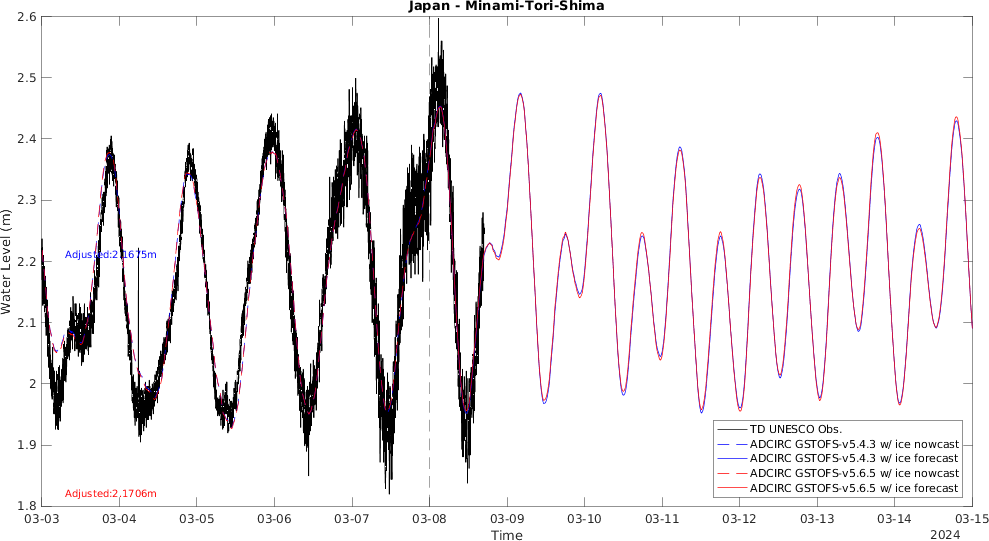 Japan - Minami-Tori-Shima
2.6
2.5
2.4
2.3
2.2
2.1
2
1.9
1.8
Water Level (m)
Adjusted:2.1675m
Adjusted:2.1706m
TD UNESCO Obs.
ADCIRC GSTOFS-v5.4.3 w/ ice nowcast
ADCIRC GSTOFS-v5.4.3 w/ ice forecast
ADCIRC GSTOFS-v5.6.5 w/ ice nowcast
ADCIRC GSTOFS-v5.6.5 w/ ice forecast
03-03 03-04 03-05 03-06 03-07 03-08 03-09 03-10 03-11 03-12 03-13 03-14 03-15
Time
2024